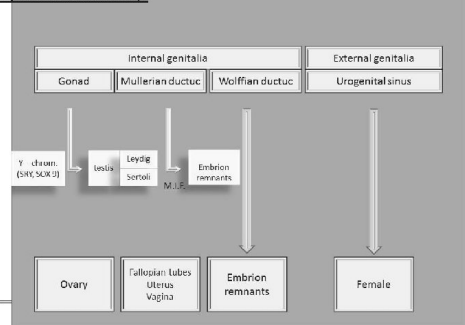 Internal genitalia
External genitalia
Gonad
Mullerian ductuc
Wolffian ductuc
Urogenital sinus
Y chrom.
(SRY, SOX 9)
testis
Leydig
Sertoli
M.I.F.
Embrion
remnants
Ovary
Fallopian tubes
Uterus
Vagina
Embrion
remnants
Female